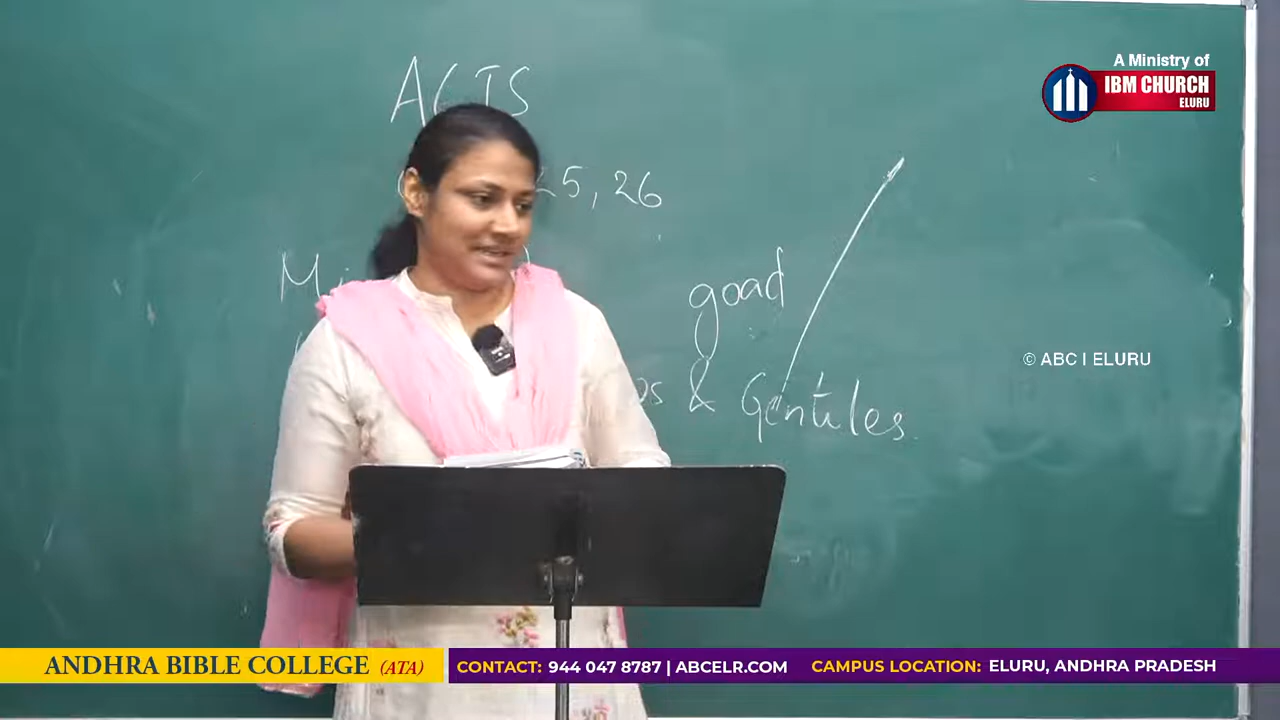 A Ministry of
IBM CHURCH
ELURU
ACTS
25, 26
goad
& Gentiles.
© ABC I ELURU
ANDHRA BIBLE COLLEGE (ATA)
CONTACT: 944 047 8787 | ABCELR.COM
CAMPUS LOCATION: ELURU, ANDHRA PRADESH